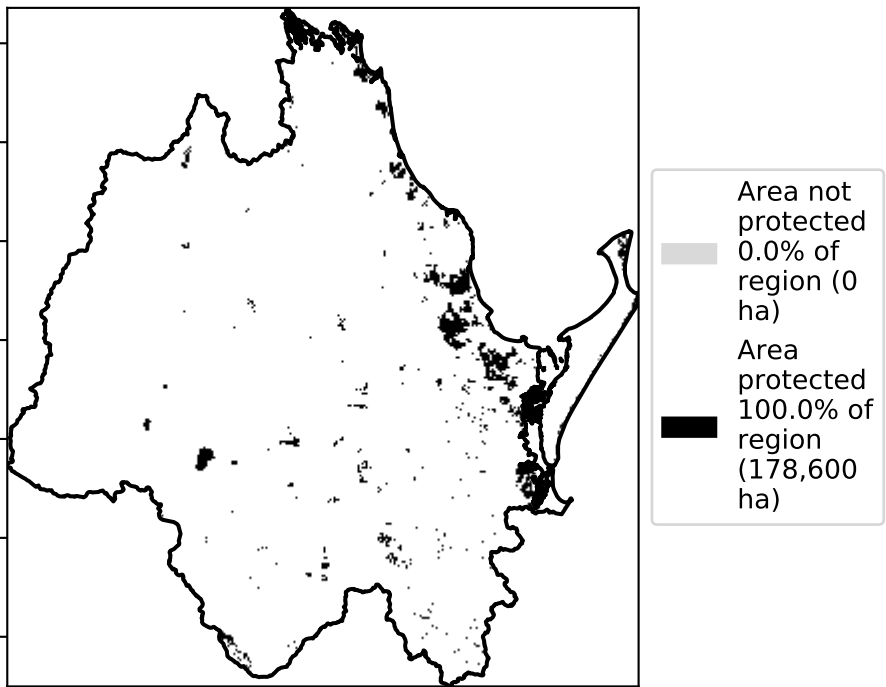 Area not
protected
0.0% of
region (0
ha)
Area
protected
100.0% of
region
(178,600
ha)